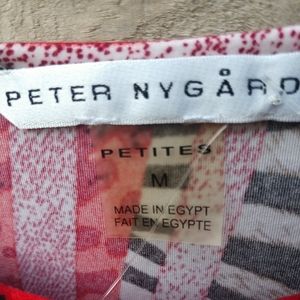 PETER NYGÅRD
PETITES
M
MADE IN EGYPT
FAIT EN EGYPTE